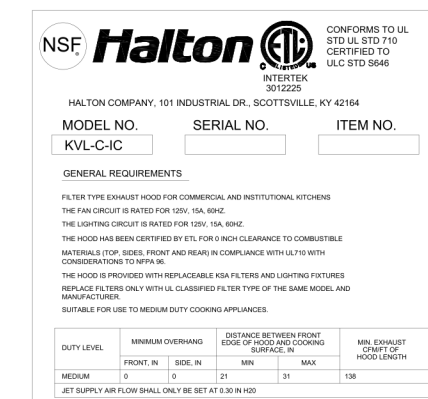 NSF
Halton
CONFORMS TO UL
STD UL STD 710
CERTIFIED TO
ULC STD S646
ETL
C LISTED US
INTERTEK
3012225
HALTON COMPANY, 101 INDUSTRIAL DR., SCOTTSVILLE, KY 42164
MODEL NO. SERIAL NO. ITEM NO.
KVL-C-IC
GENERAL REQUIREMENTS
FILTER TYPE EXHAUST HOOD FOR COMMERCIAL AND INSTITUTIONAL KITCHENS
THE FAN CIRCUIT IS RATED FOR 125V, 15A, 60HZ.
THE LIGHTING CIRCUIT IS RATED FOR 125V, 15A, 60HZ.
THE HOOD HAS BEEN CERTIFIED BY ETL FOR 0 INCH CLEARANCE TO COMBUSTIBLE
MATERIALS (TOP, SIDES, FRONT AND REAR) IN COMPLIANCE WITH UL710 WITH
CONSIDERATIONS TO NFPA 96.
THE HOOD IS PROVIDED WITH REPLACEABLE KSA FILTERS AND LIGHTING FIXTURES
REPLACE FILTERS ONLY WITH UL CLASSIFIED FILTER TYPE OF THE SAME MODEL AND
MANUFACTURER.
SUITABLE FOR USE TO MEDIUM DUTY COOKING APPLIANCES.
DUTY LEVEL
MINIMUM OVERHANG
DISTANCE BETWEEN FRONT
EDGE OF HOOD AND COOKING
SURFACE, IN
MIN. EXHAUST
CFM/FT OF
HOOD LENGTH
FRONT, IN SIDE, IN MIN MAX
MEDIUM 0 0 21 31 138
JET SUPPLY AIR FLOW SHALL ONLY BE SET AT 0.30 IN H20